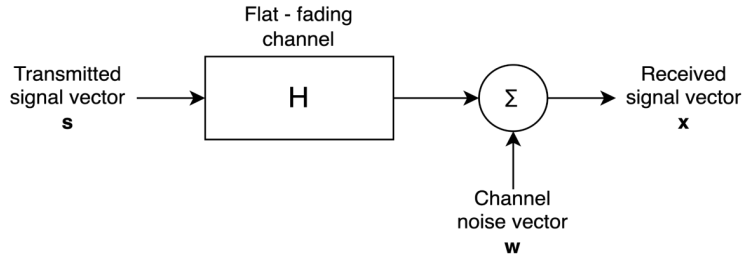 Flat - fading
channel
Transmitted
signal vector
s
H
Σ
Received
signal vector
x
Channel
noise vector
w